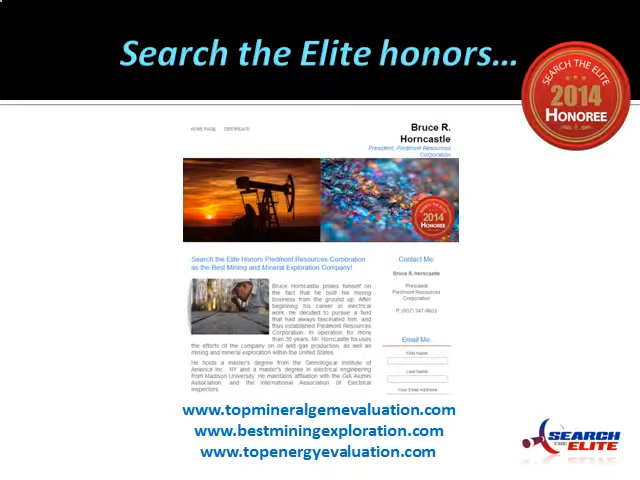 Search the Elite honors...
SEARCH THE ELITE
2014
HONOREE
HOME PAGE CERTIFICATE
Bruce R.
Horncastle
President: Piedmont Resources
Corporation
2014
HONOREE
Search the Elite Honors Piedmont Resources Corporation
as the Best Mining and Mineral Exploration Company!
Bruce Horncastle prides himself on
the fact that he built his mining
business from the ground up. After
beginning his career in electrical
work, he decided to pursue a field
that had always fascinated him, and
thus established Piedmont Resources
Corporation. In operation for more
than 30 years, Mr. Horncastle focuses
the efforts of the company on oil and gas production, as well as
mining and mineral exploration within the United States.
He holds a master's degree from the Gemological Institute of
America Inc., NY and a master's degree in electrical engineering
from Madison University. He maintains affiliation with the GIA Alumni
Association and the International Association of Electrical
Inspectors.
Contact Me:
Bruce R. Horncastle
President
Piedmont Resources
Corporation
Email Me:
First Name:
Last Name:
Your Email Address:
www.topmineralgemevaluation.com
www.bestminingexploration.com
www.topenergyevaluation.com
SEARCH
THE ELITE